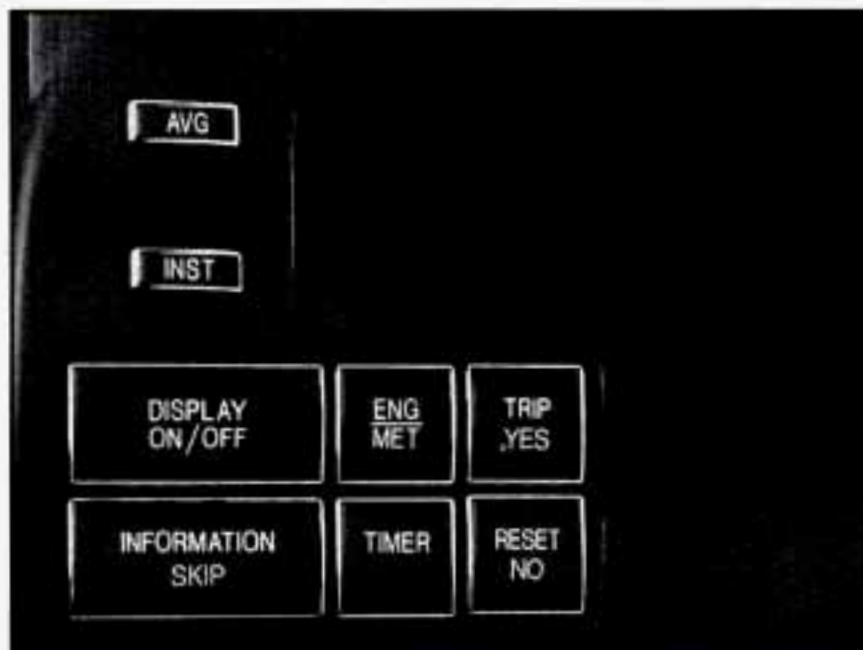 AVG
INST
DISPLAY
ON/OFF
ENG
MET
TRIP
YES
INFORMATION
SKIP
TIMER
RESET
NO